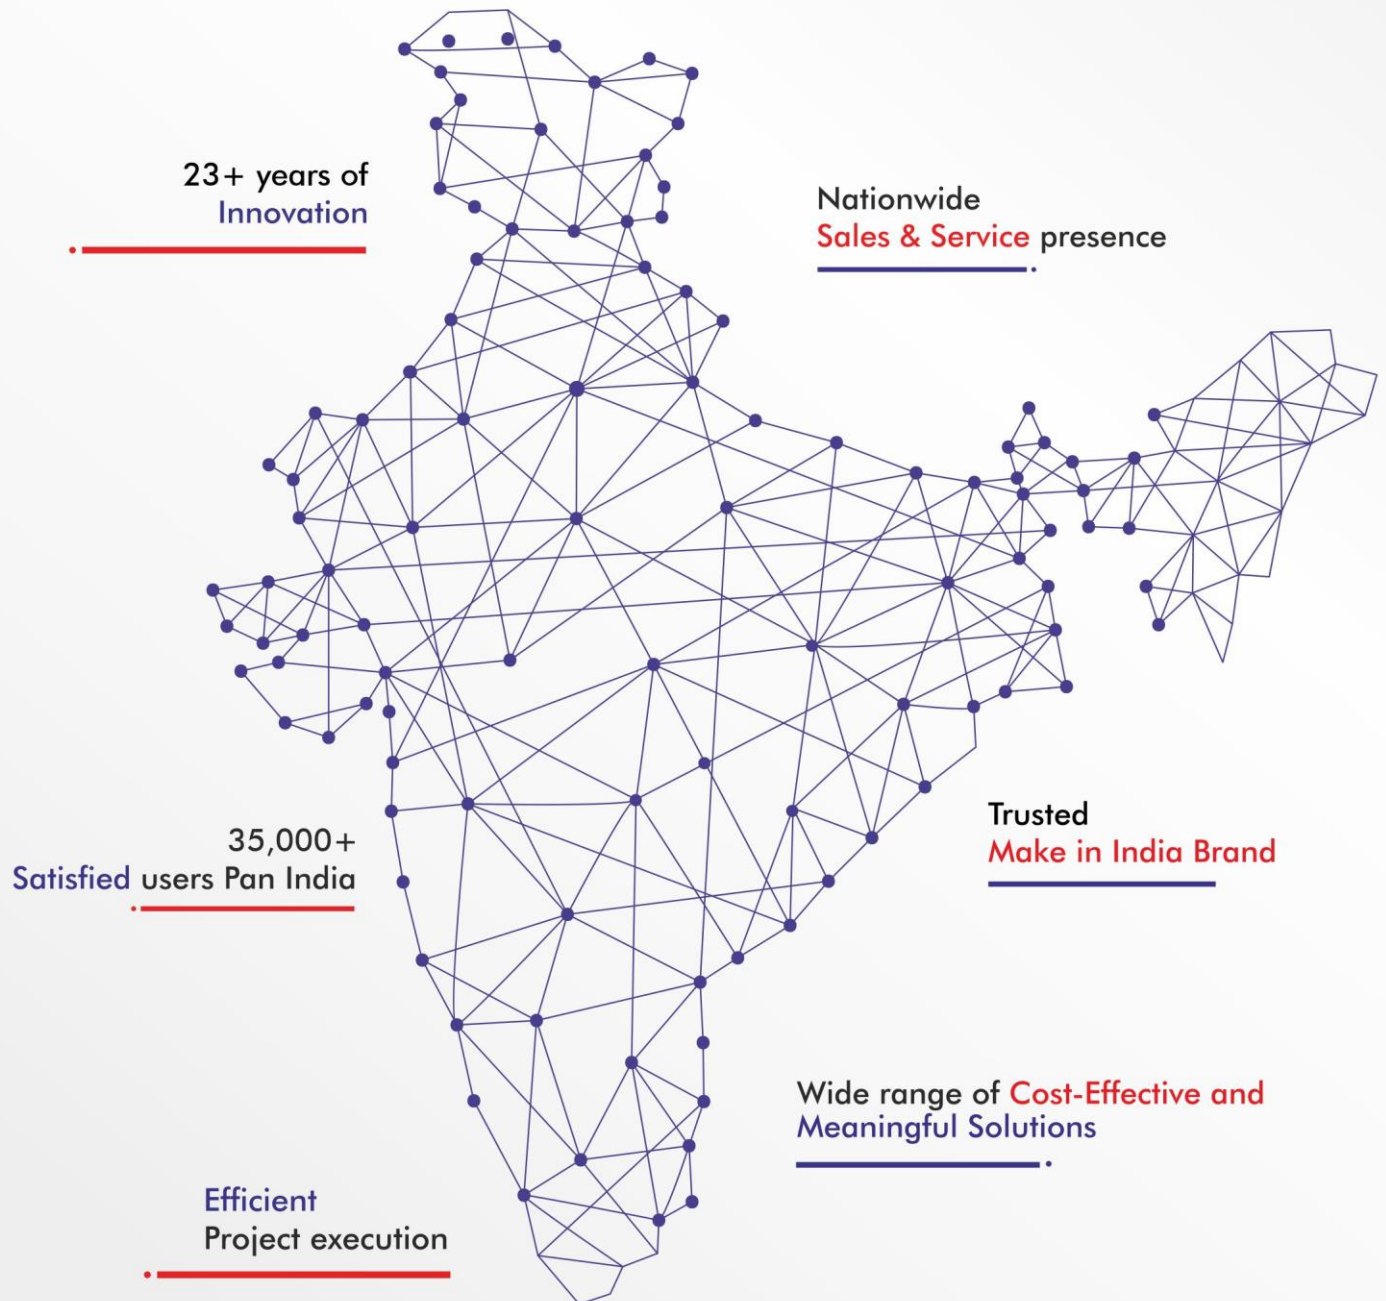 23+ years of
Innovation
Nationwide
Sales & Service presence
35,000+
Satisfied users Pan India
Trusted
Make in India Brand
Wide range of Cost-Effective and
Meaningful Solutions
Efficient
Project execution